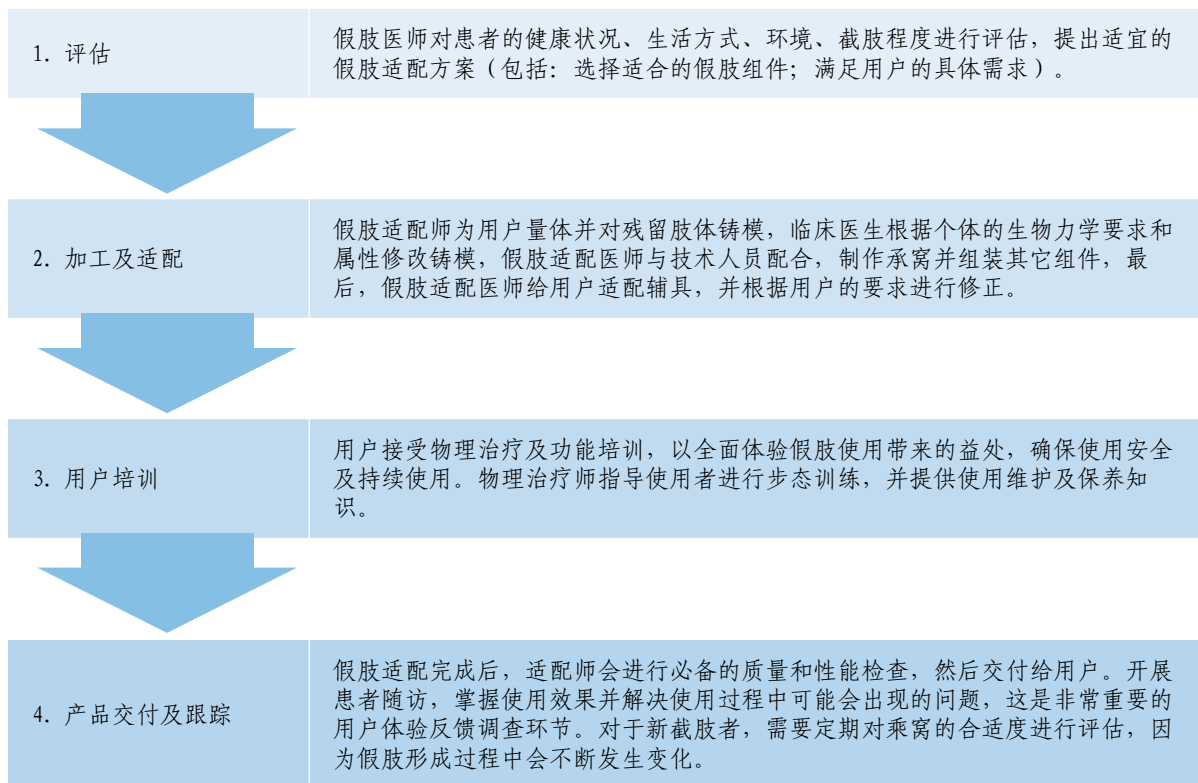 1. 评估
假肢医师对患者的健康状况、生活方式、环境、截肢程度进行评估，提出适宜的
假肢适配方案（包括：选择适合的假肢组件；满足用户的具体需求）。
2. 加工及适配
假肢适配师为用户量体并对残留肢体铸模，临床医生根据个体的生物力学要求和
属性修改铸模，假肢适配医师与技术人员配合，制作承窝并组装其它组件，最
后，假肢适配医师给用户适配辅具，并根据用户的要求进行修正。
3. 用户培训
用户接受物理治疗及功能培训，以全面体验假肢使用带来的益处，确保使用安全
及持续使用。物理治疗师指导使用者进行步态训练，并提供使用维护及保养知
识。
4. 产品交付及跟踪
假肢适配完成后，适配师会进行必备的质量和性能检查，然后交付给用户。开展
患者随访，掌握使用效果并解决使用过程中可能会出现的问题，这是非常重要的
用户体验反馈调查环节。对于新截肢者，需要定期对乘窝的合适度进行评估，因
为假肢形成过程中会不断发生变化。